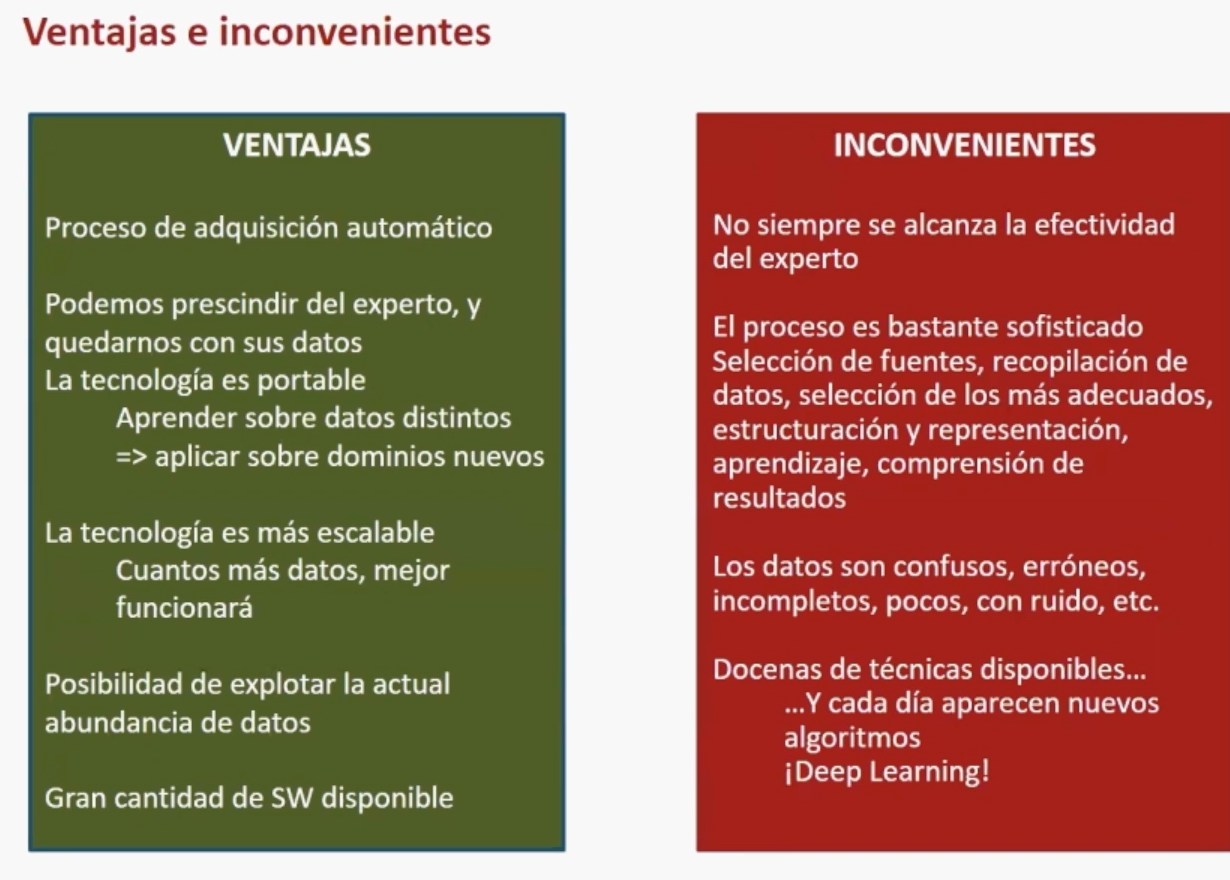 Ventajas e inconvenientes
VENTAJAS
Proceso de adquisición automático
Podemos prescindir del experto, y
quedarnos con sus datos
La tecnología es portable
Aprender sobre datos distintos
=> aplicar sobre dominios nuevos
La tecnología es más escalable
Cuantos más datos, mejor
funcionará
Posibilidad de explotar la actual
abundancia de datos
Gran cantidad de SW disponible
INCONVENIENTES
No siempre se alcanza la efectividad
del experto
El proceso es bastante sofisticado
Selección de fuentes, recopilación de
datos, selección de los más adecuados,
estructuración y representación,
aprendizaje, comprensión de
resultados
Los datos son confusos, erróneos,
incompletos, pocos, con ruido, etc.
Docenas de técnicas disponibles...
...Y cada día aparecen nuevos
algoritmos
¡Deep Learning!